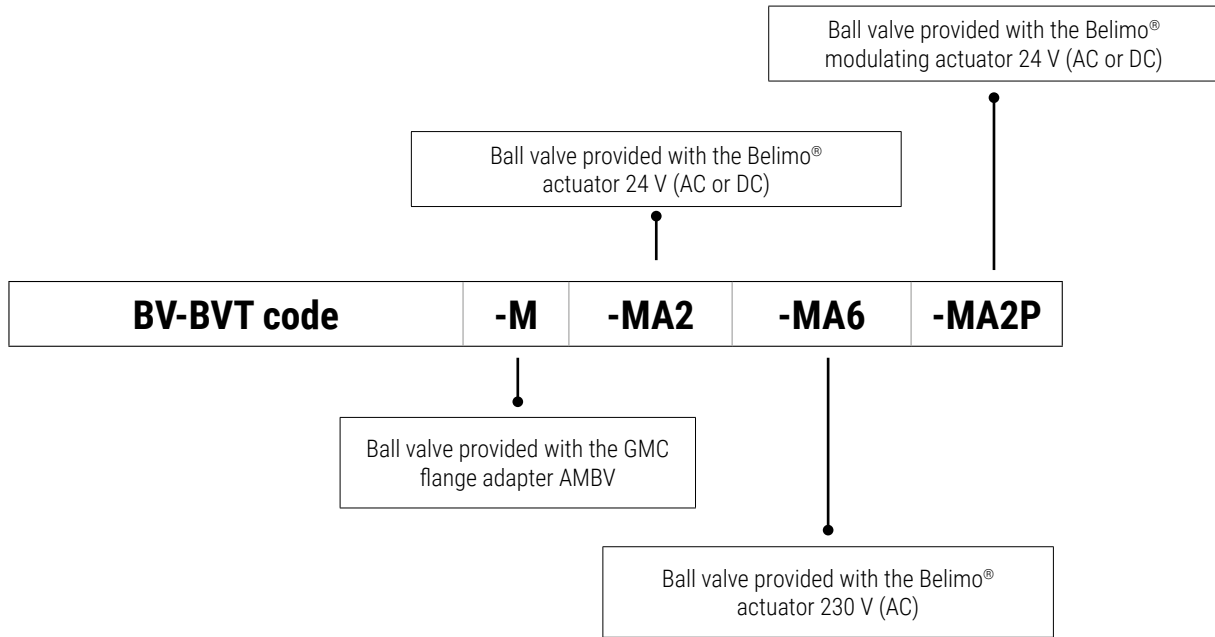 Ball valve provided with the Belimo®
modulating actuator 24 V (AC or DC)
Ball valve provided with the Belimo®
actuator 24 V (AC or DC)
BV-BVT code -M -MA2 -MA6 -MA2P
Ball valve provided with the GMC
flange adapter AMBV
Ball valve provided with the Belimo®
actuator 230 V (AC)